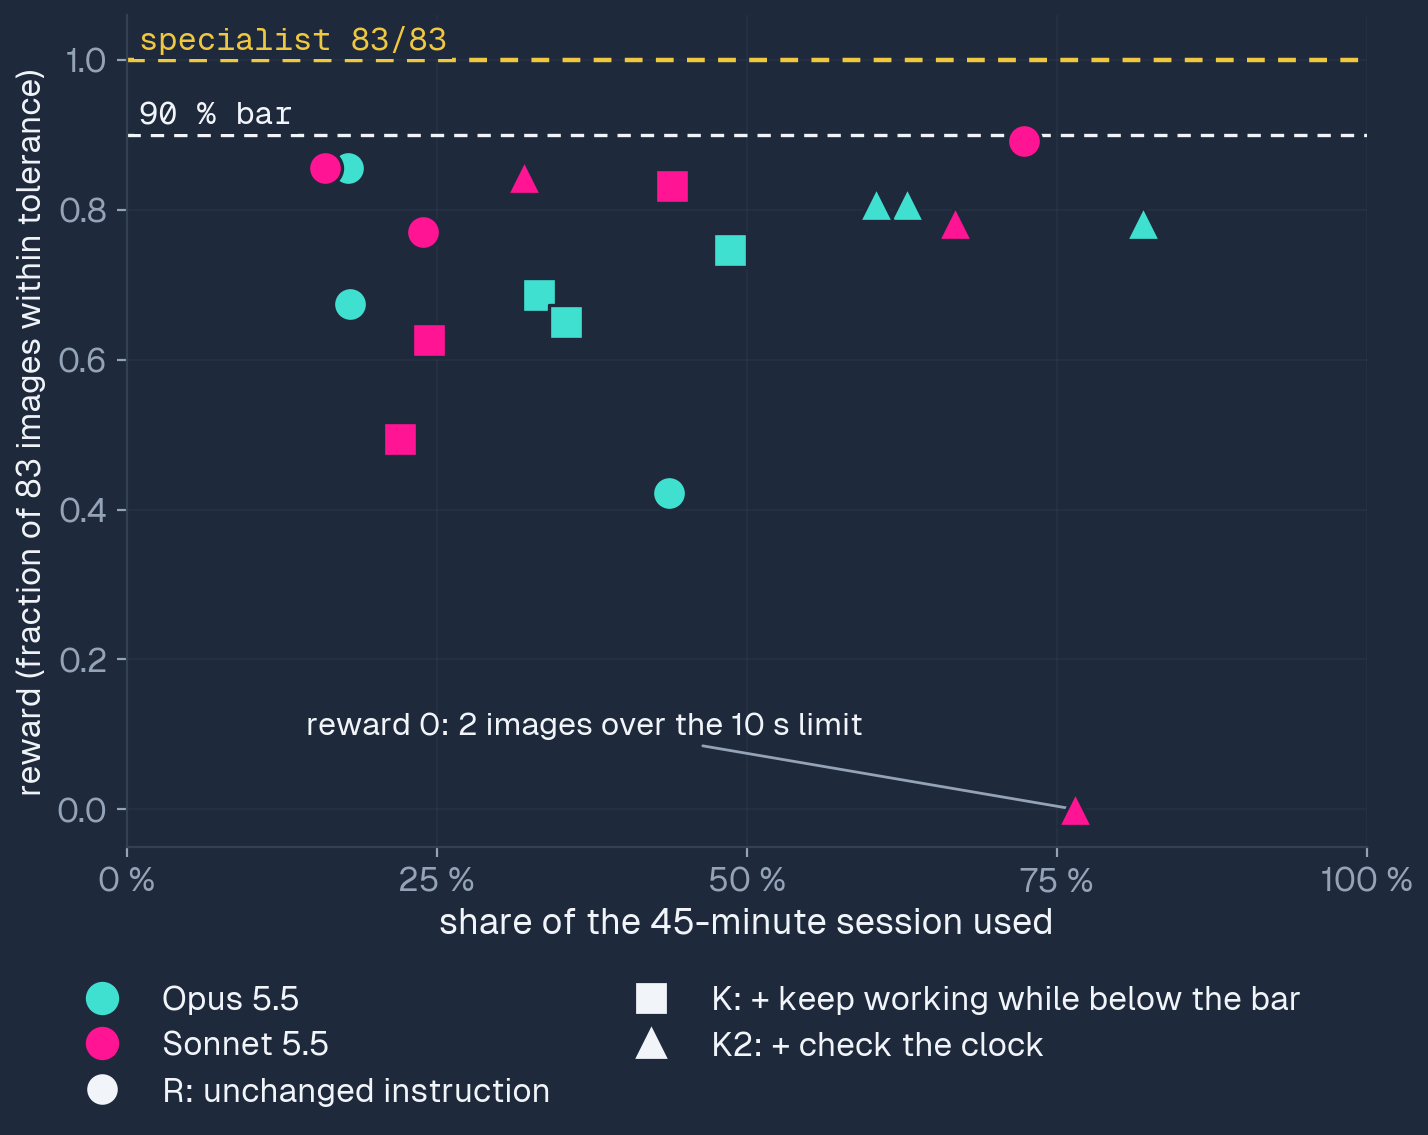 specialist 83/83
90 % bar
reward (fraction of 83 images within tolerance)
1.0
0.8
0.6
0.4
0.2
0.0
reward 0: 2 images over the 10 s limit
0 %
25 %
50 %
75 %
100 %
share of the 45-minute session used
Opus 5.5
Sonnet 5.5
R: unchanged instruction
K: + keep working while below the bar
K2: + check the clock